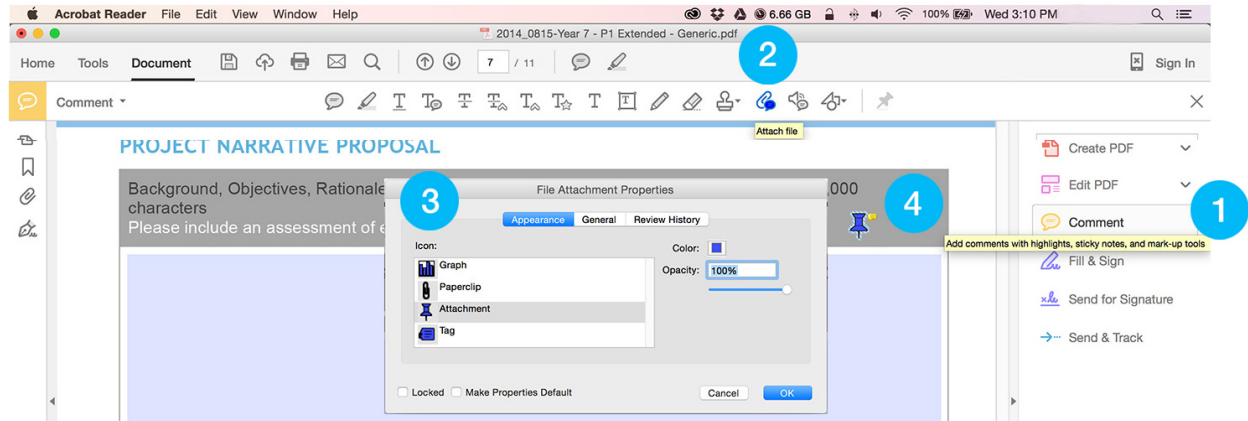 Acrobat Reader File Edit View Window Help 6.66 GB 100% Wed 3:10 PM
2014_0815-Year 7 - P1 Extended - Generic.pdf
Home Tools Document 7 / 11 Sign In
2
Comment
Attach file
PROJECT NARRATIVE PROPOSAL
Background, Objectives, Rationale
,000
characters
Please include an assessment of
3
File Attachment Properties
4
Appearance General Review History
Icon:
Graph
Paperclip
Attachment
Tag
Color:
Opacity: 100%
Locked Make Properties Default Cancel OK
Create PDF
Edit PDF
1
Comment
Add comments with highlights, sticky notes, and mark-up tools
Fill & Sign
Send for Signature
Send & Track